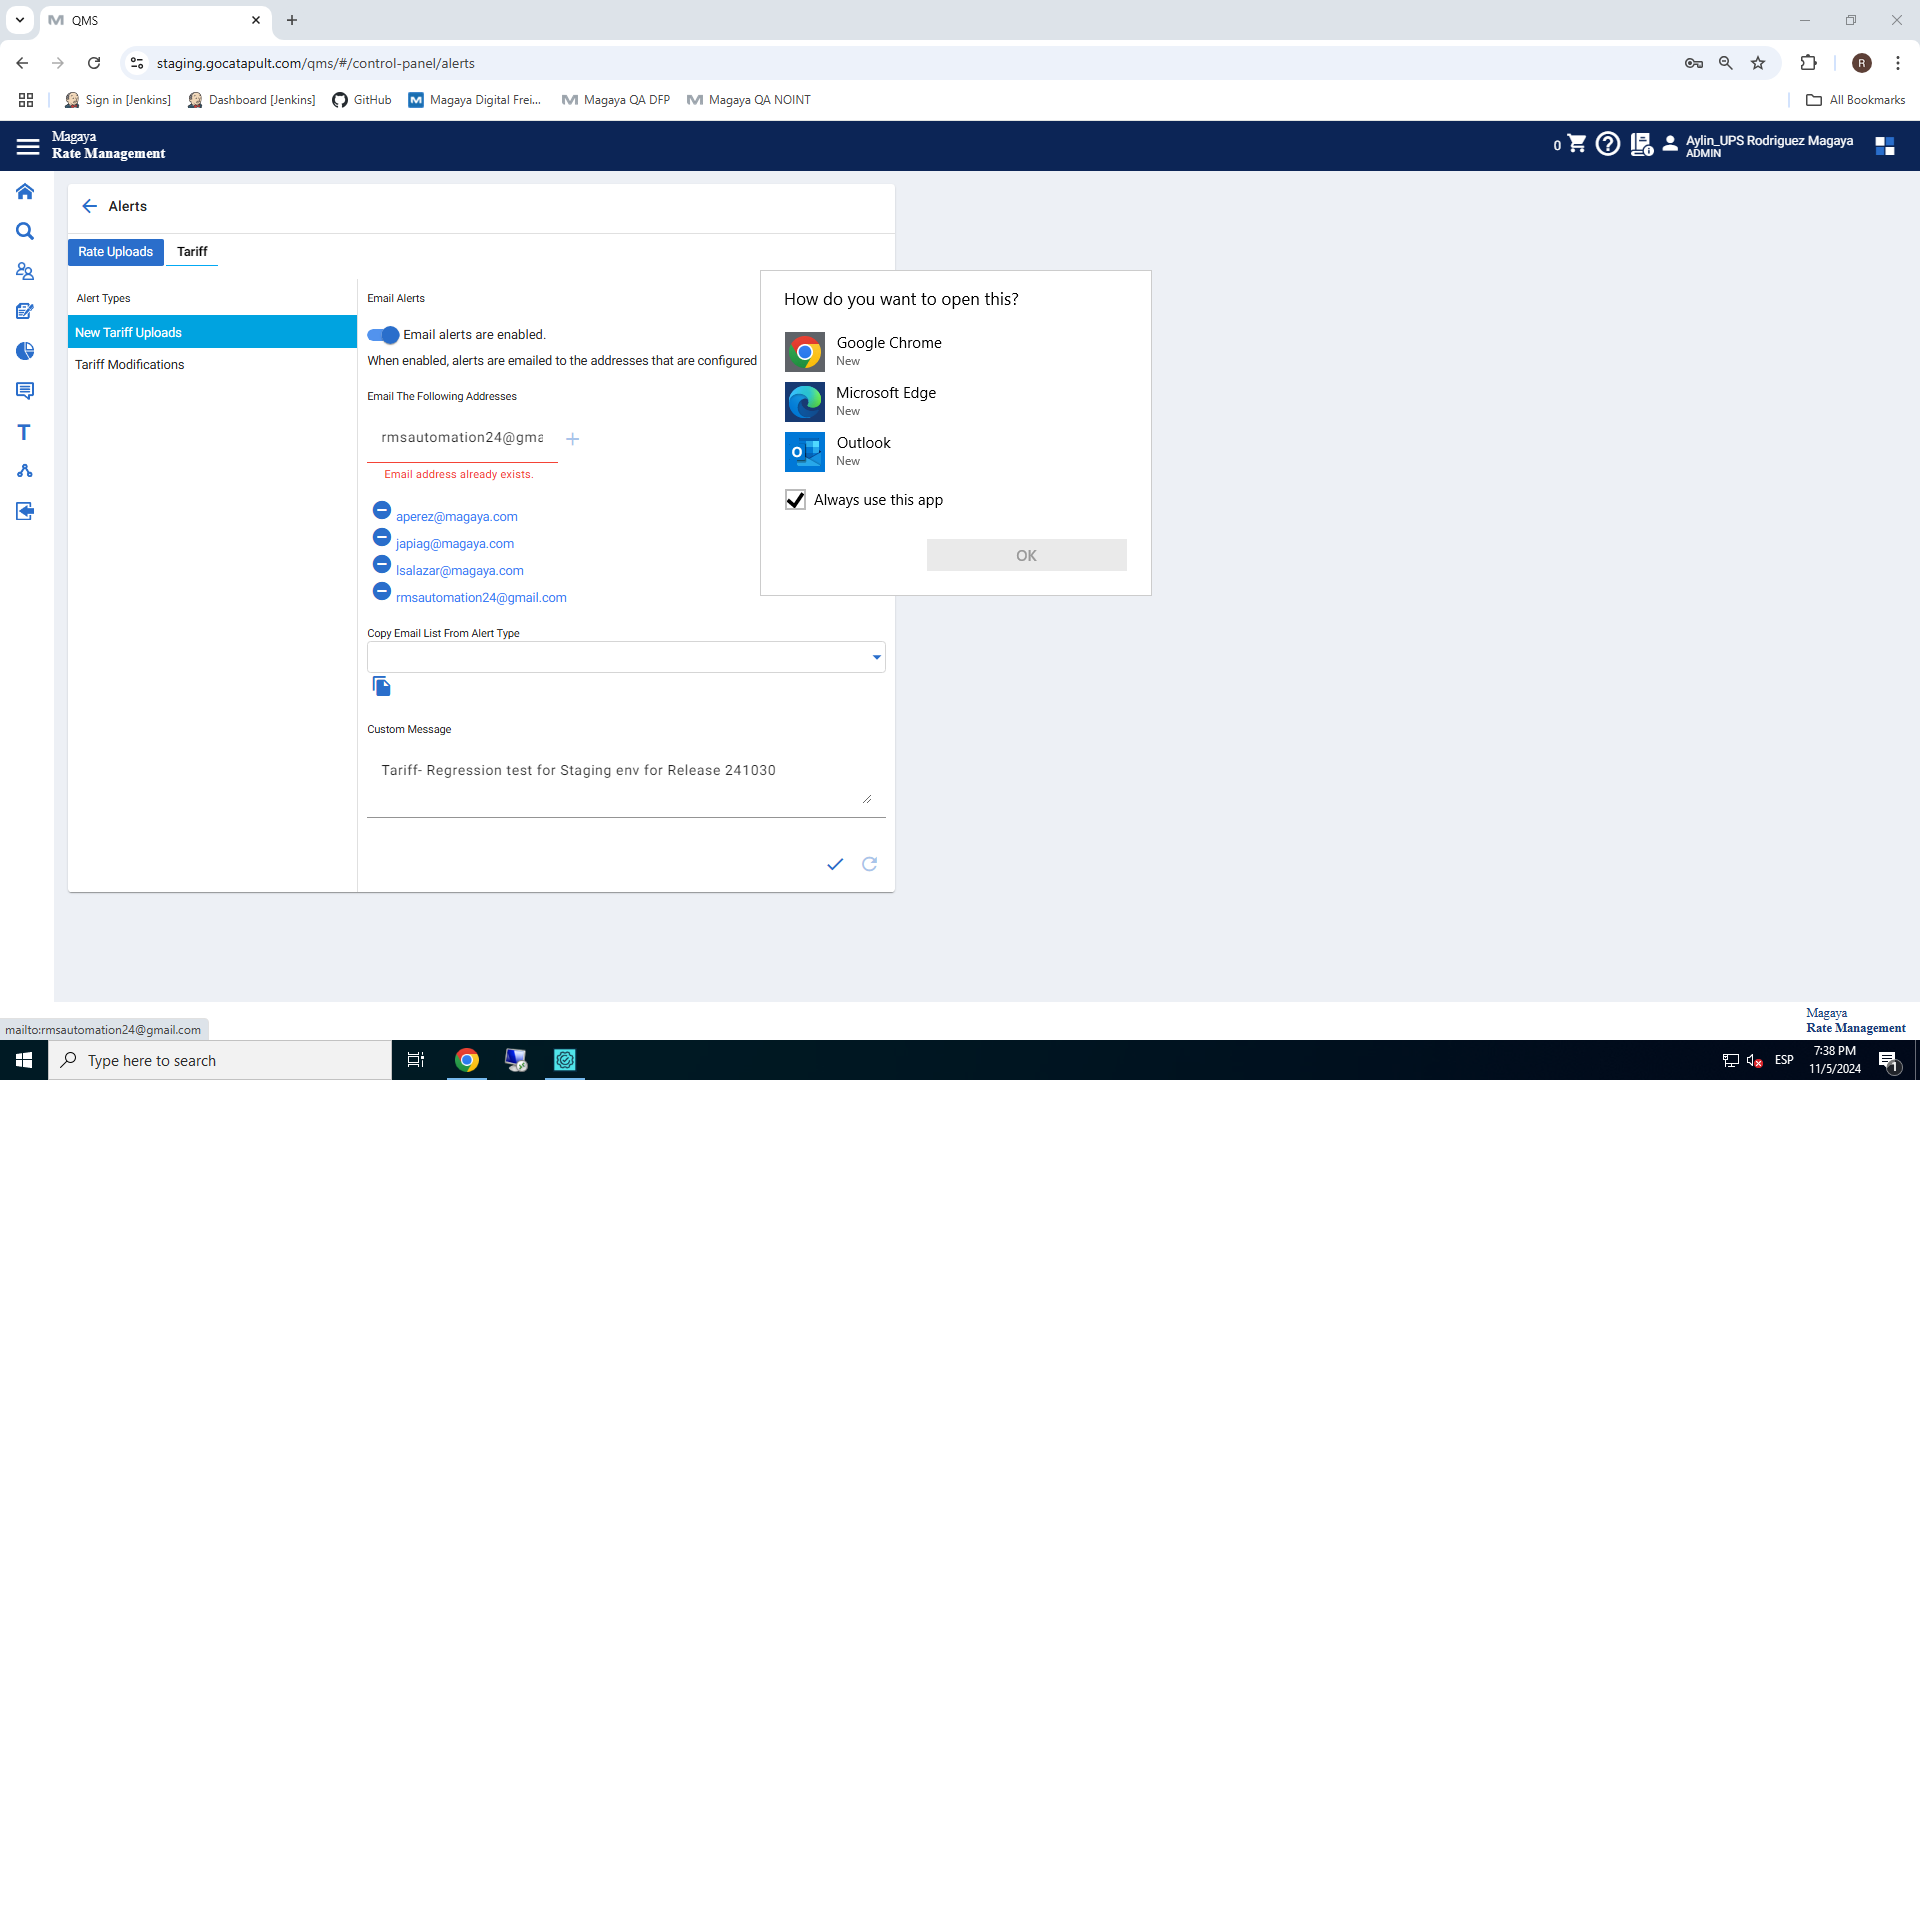 QMS
staging.gocatapult.com/qms/#/control-panel/alerts
R
Sign in [Jenkins]
Dashboard [Jenkins]
GitHub
Magaya Digital Frei...
Magaya QA DFP
Magaya QA NOINT
All Bookmarks
Magaya
Rate Management
0
Aylin_UPS Rodriguez Magaya
ADMIN
Alerts
Rate Uploads
Tariff
Alert Types
New Tariff Uploads
Tariff Modifications
Email Alerts
Email alerts are enabled.
When enabled, alerts are emailed to the addresses that are configured
Email The Following Addresses
rmsautomation24@gma
Email address already exists.
aperez@magaya.com
japiag@magaya.com
lsalazar@magaya.com
rmsautomation24@gmail.com
Copy Email List From Alert Type
Custom Message
Tariff- Regression test for Staging env for Release 241030
How do you want to open this?
Google Chrome
New
Microsoft Edge
New
Outlook
New
Always use this app
OK
Magaya
Rate Management
mailto:rmsautomation24@gmail.com
Type here to search
ESP
7:38 PM
11/5/2024
1